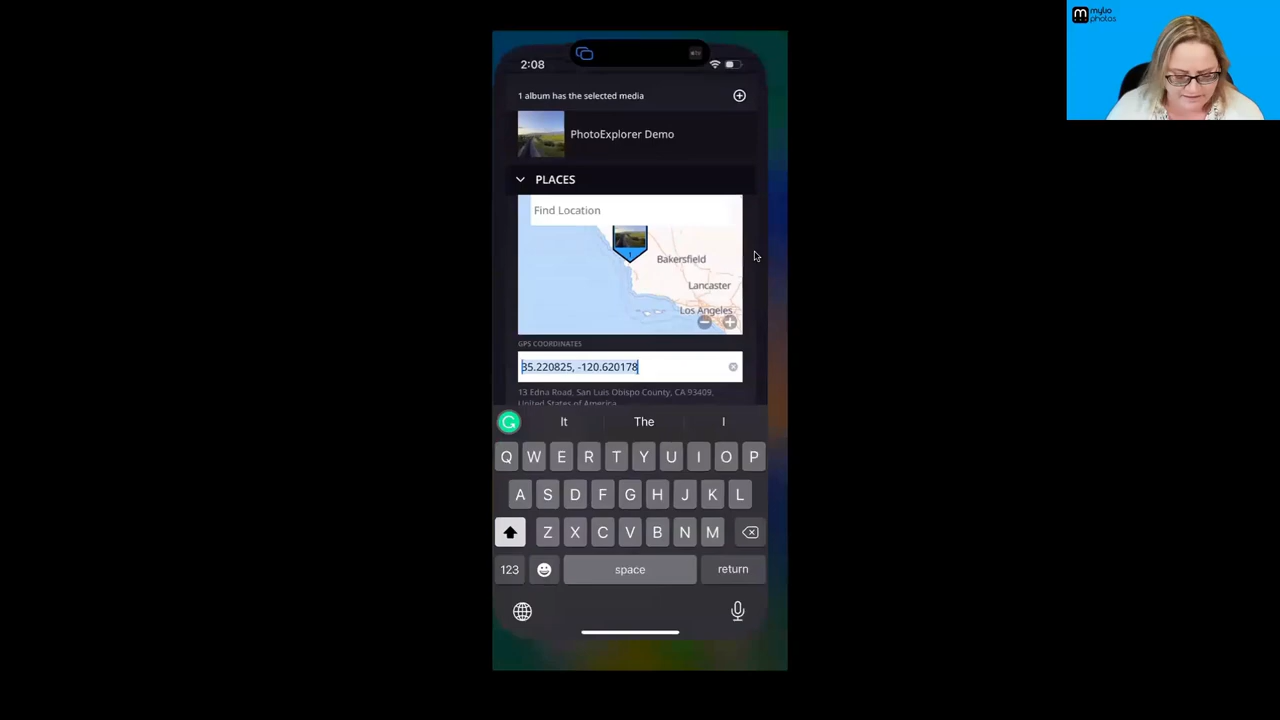 mylio
photos
2:08
1 album has the selected media
PhotoExplorer Demo
PLACES
Find Location
Bakersfield
Lancaster
Los Angeles
GPS COORDINATES
35.220825, -120.620178
13 Edna Road, San Luis Obispo County, CA 93409,
United States of America
It The I
Q W E R T Y U I O P
A S D F G H J K L
Z X C V B N M
123 space return